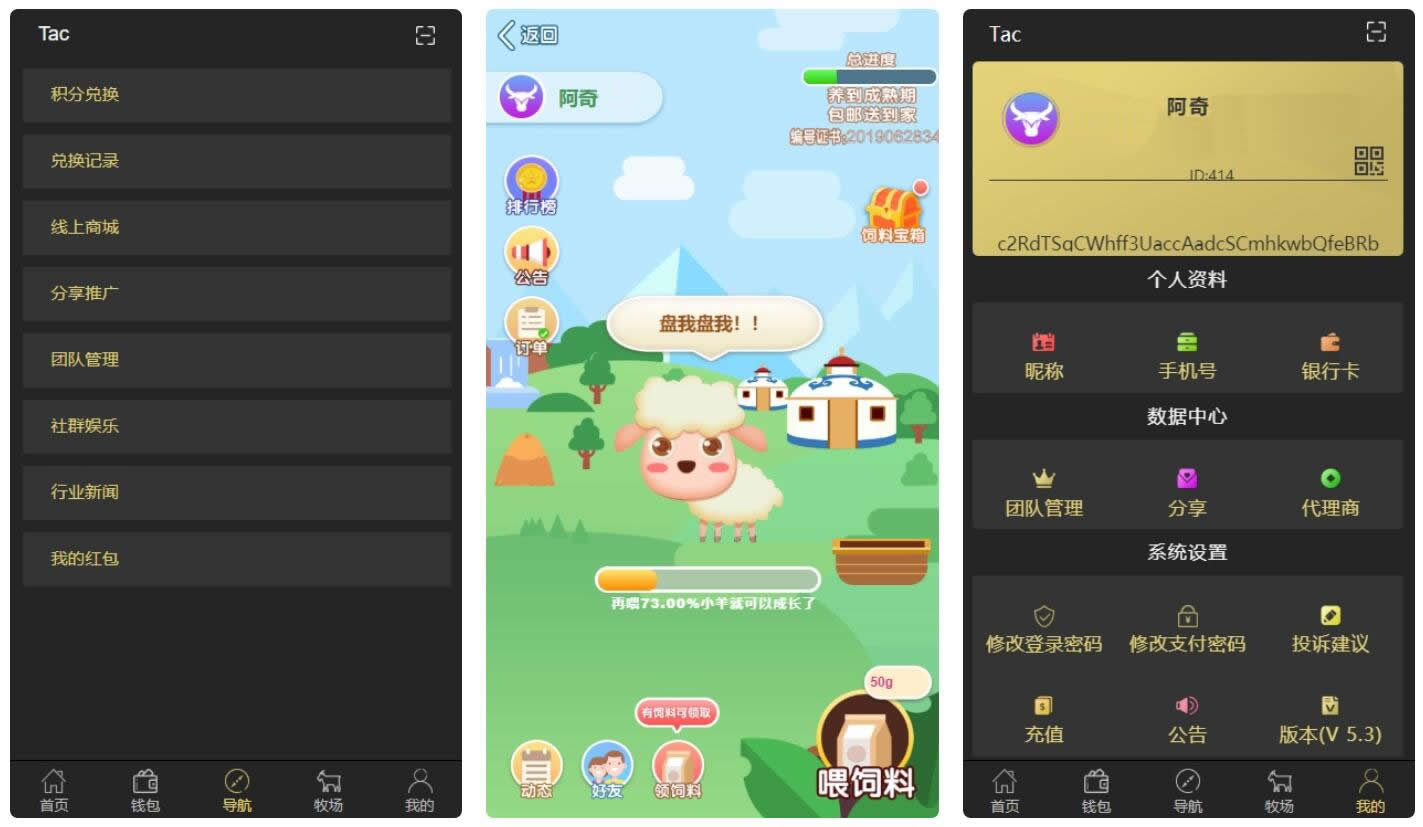 Tac
积分兑换
兑换记录
线上商城
分享推广
团队管理
社群娱乐
行业新闻
我的红包
首页
钱包
导航
牧场
我的
返回
阿奇
总进度
养到成熟期
包邮送到家
编号证书:2019062834
排行榜
公告
订单
饲料宝箱
盘我盘我！！
再喂73.00%小羊就可以成长了
50g
有饲料可领取
动态
好友
领饲料
喂饲料
Tac
阿奇
ID:414
c2RdTSqCWhff3UaccAadcSCmhkwbQfeBRb
个人资料
昵称
手机号
银行卡
数据中心
团队管理
分享
代理商
系统设置
修改登录密码
修改支付密码
投诉建议
充值
公告
版本(V 5.3)
首页
钱包
导航
牧场
我的